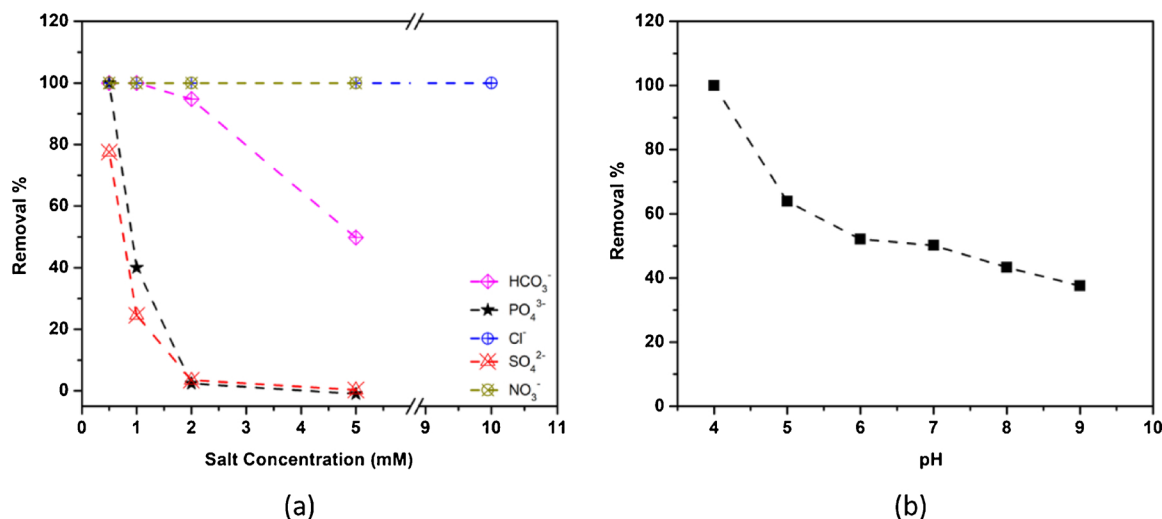 120
100
80
60
40
20
0
Removal %
0 1 2 3 4 5 9 10 11
Salt Concentration (mM)
HCO₃⁻
PO₄³⁻
Cl⁻
SO₄²⁻
NO₃⁻
(a)
120
100
80
60
40
20
0
Removal %
4 5 6 7 8 9 10
pH
(b)